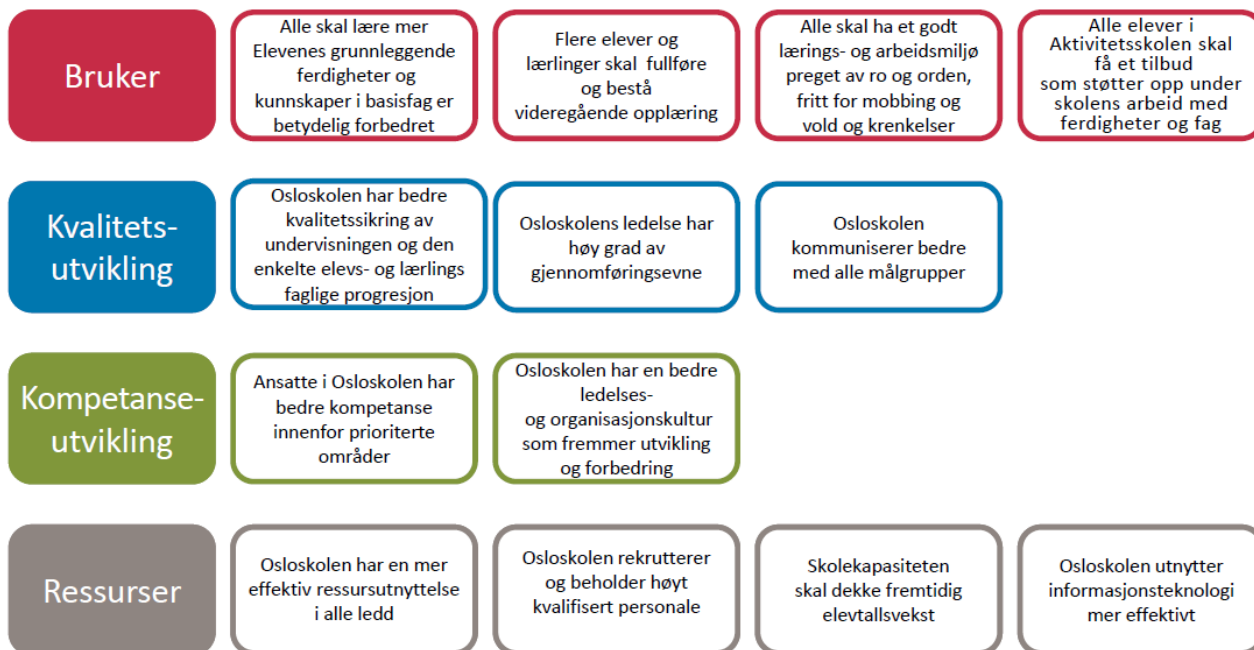 Bruker
Alle skal lære mer
Elevenes grunnleggende
ferdigheter og
kunnskaper i basisfag er
betydelig forbedret
Flere elever og
lærlinger skal fullføre
og bestå
videregående opplæring
Alle skal ha et godt
lærings- og arbeidsmiljø
preget av ro og orden,
fritt for mobbing og
vold og krenkelser
Alle elever i
Aktivitetsskolen skal
få et tilbud
som støtter opp under
skolens arbeid med
ferdigheter og fag
Kvalitets-
utvikling
Osloskolen har bedre
kvalitetssikring av
undervisningen og den
enkelte elevs- og lærlings
faglige progresjon
Osloskolens ledelse har
høy grad av
gjennomføringsevne
Osloskolen
kommuniserer bedre
med alle målgrupper
Kompetanse-
utvikling
Ansatte i Osloskolen har
bedre kompetanse
innenfor prioriterte
områder
Osloskolen har en bedre
ledelses-
og organisasjonskultur
som fremmer utvikling
og forbedring
Ressurser
Osloskolen har en mer
effektiv ressursutnyttelse
i alle ledd
Osloskolen rekrutterer
og beholder høyt
kvalifisert personale
Skolekapasiteten
skal dekke fremtidig
elevtallsvekst
Osloskolen utnytter
informasjonsteknologi
mer effektivt